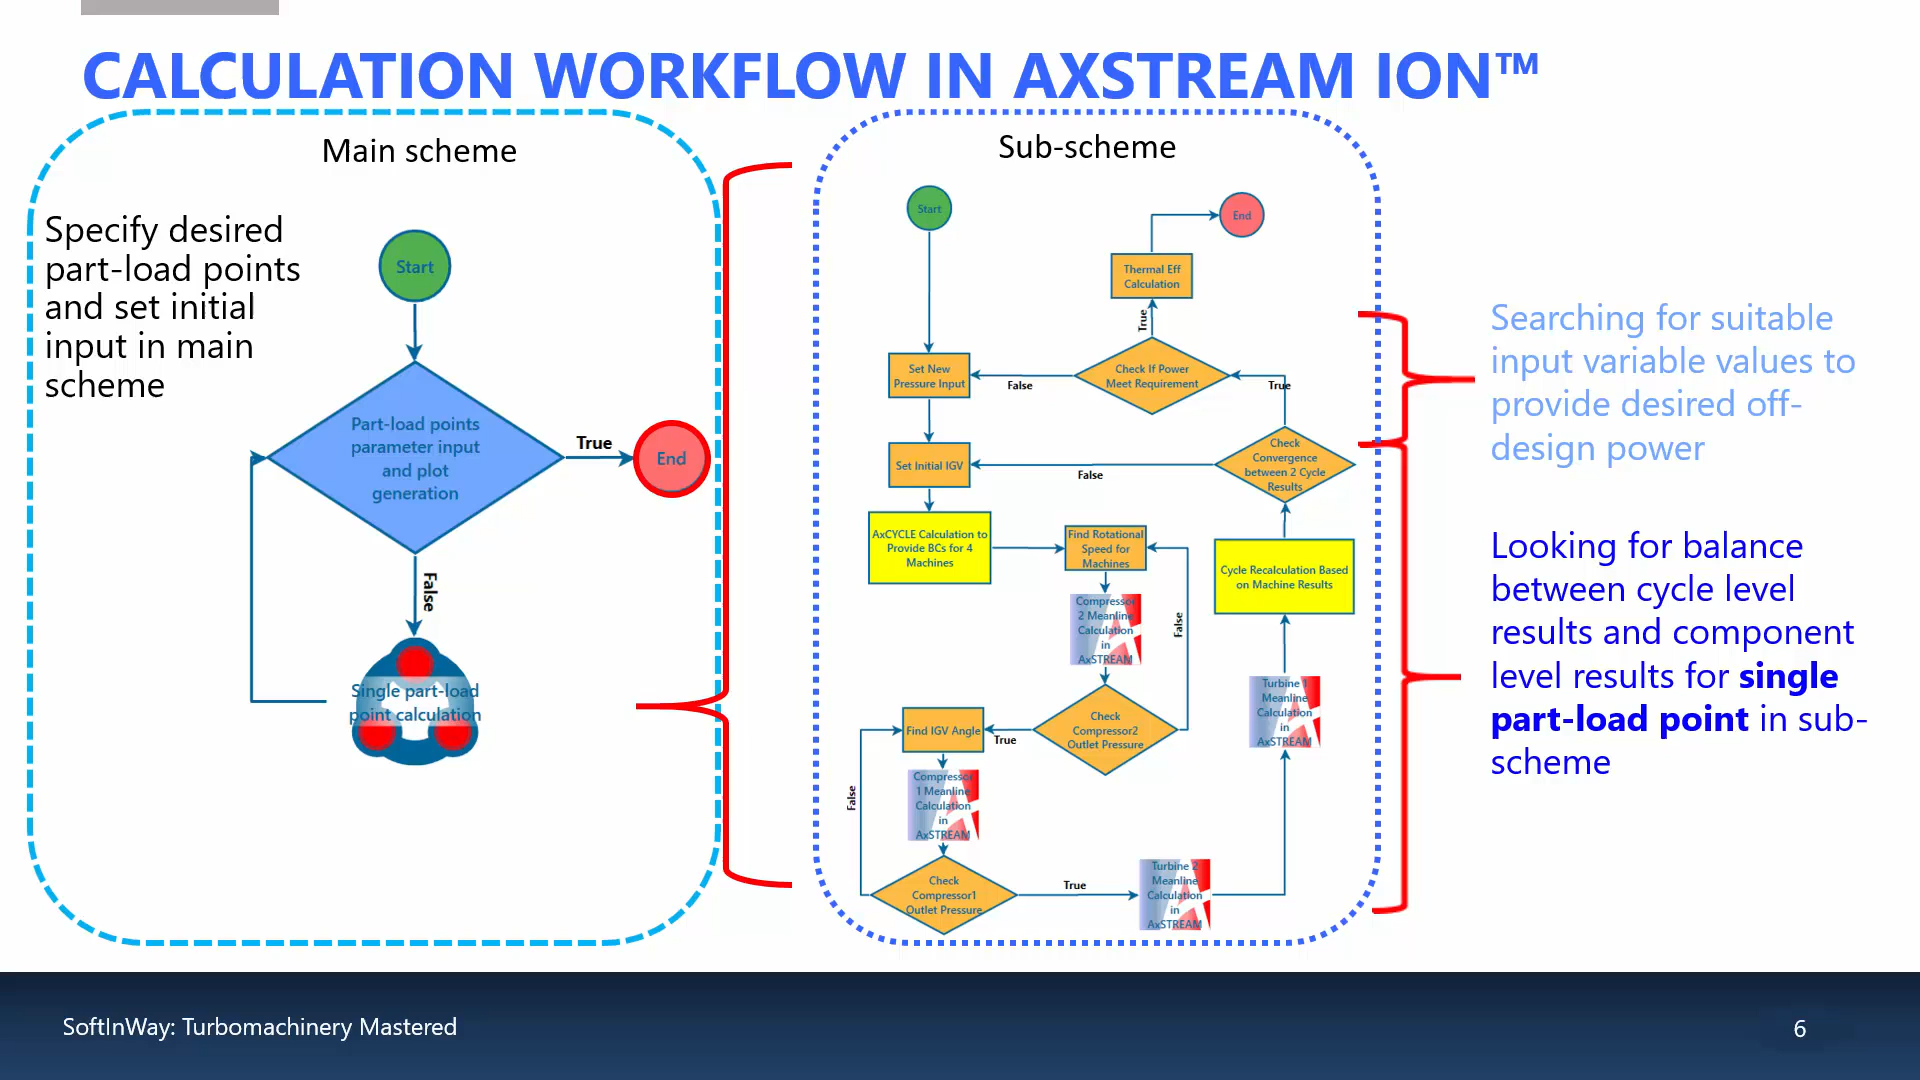 CALCULATION WORKFLOW IN AXSTREAM ION™
Main scheme
Specify desired
part-load points
and set initial
input in main
scheme
Start
Part-load points
parameter input
and plot
generation
True
End
False
Single part-load
point calculation
Sub-scheme
Start
End
Thermal Eff
Calculation
True
Set New
Pressure Input
False
Check If Power
Meet Requirement
True
Set Initial IGV
False
Check
Convergence
between 2 Cycle
Results
AxCYCLE Calculation to
Provide BCs for 4
Machines
Find Rotational
Speed for
Machines
Cycle Recalculation Based
on Machine Results
Compressor
2 Meanline
Calculation
in
AxSTREAM
False
Turbine 1
Meanline
Calculation
in
AxSTREAM
Find IGV Angle
True
Check
Compressor2
Outlet Pressure
Compressor
1 Meanline
Calculation
in
AxSTREAM
False
Check
Compressor1
Outlet Pressure
True
Turbine 2
Meanline
Calculation
in
AxSTREAM
Searching for suitable
input variable values to
provide desired off-
design power
Looking for balance
between cycle level
results and component
level results for single
part-load point in sub-
scheme
SoftInWay: Turbomachinery Mastered
6